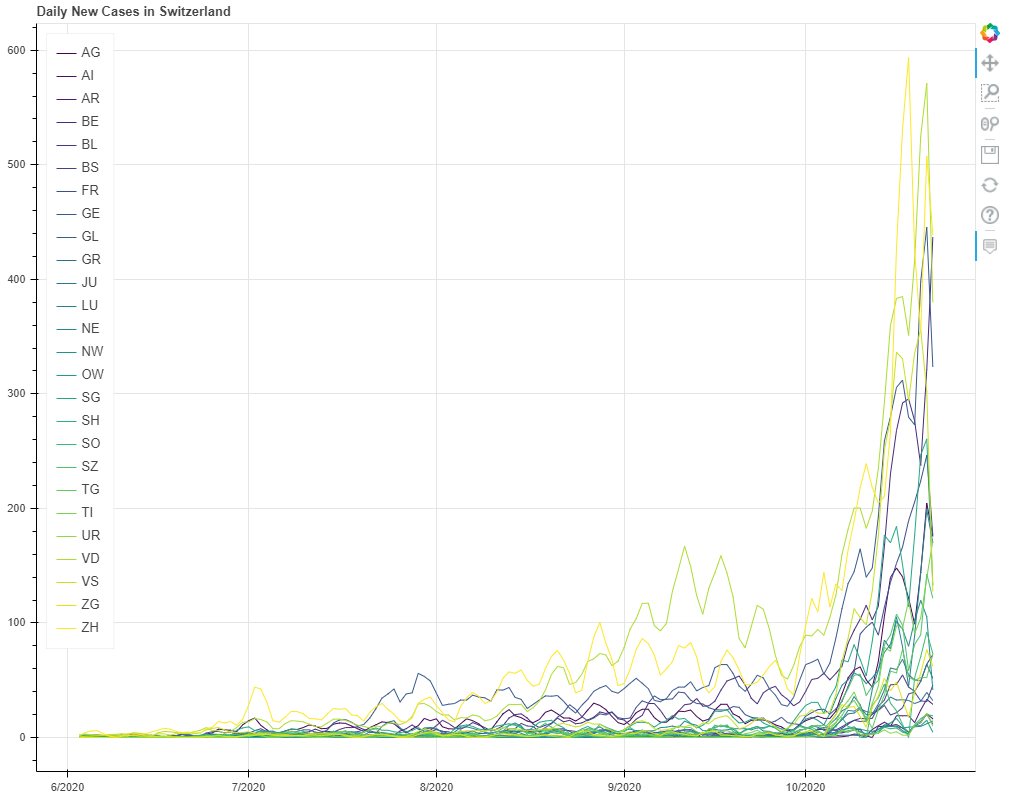 Daily New Cases in Switzerland
600
500
400
300
200
100
0
AG
AI
AR
BE
BL
BS
FR
GE
GL
GR
JU
LU
NE
NW
OW
SG
SH
SO
SZ
TG
TI
UR
VD
VS
ZG
ZH
6/2020
7/2020
8/2020
9/2020
10/2020